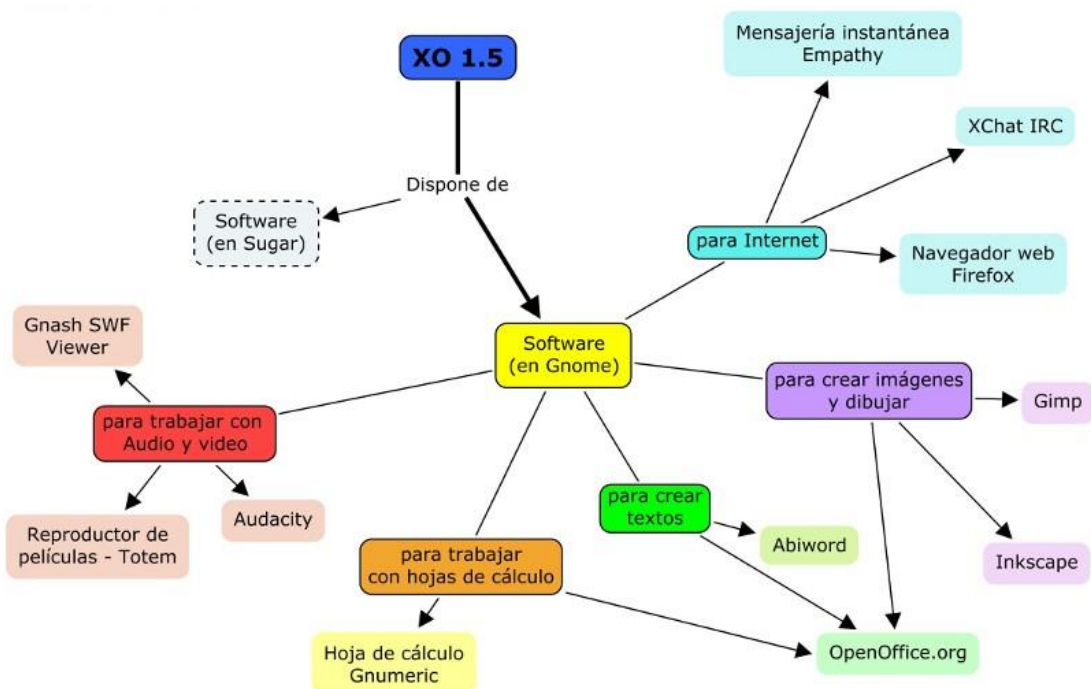 XO 1.5
Mensajería instantánea
Empathy
XChat IRC
Dispone de
Software
(en Sugar)
para Internet
Navegador web
Firefox
Gnash SWF
Viewer
Software
(en Gnome)
para crear imágenes
y dibujar
Gimp
para trabajar con
Audio y video
para crear
textos
Reproductor de
películas - Totem
Audacity
Abiword
Inkscape
para trabajar
con hojas de cálculo
Hoja de cálculo
Gnumeric
OpenOffice.org